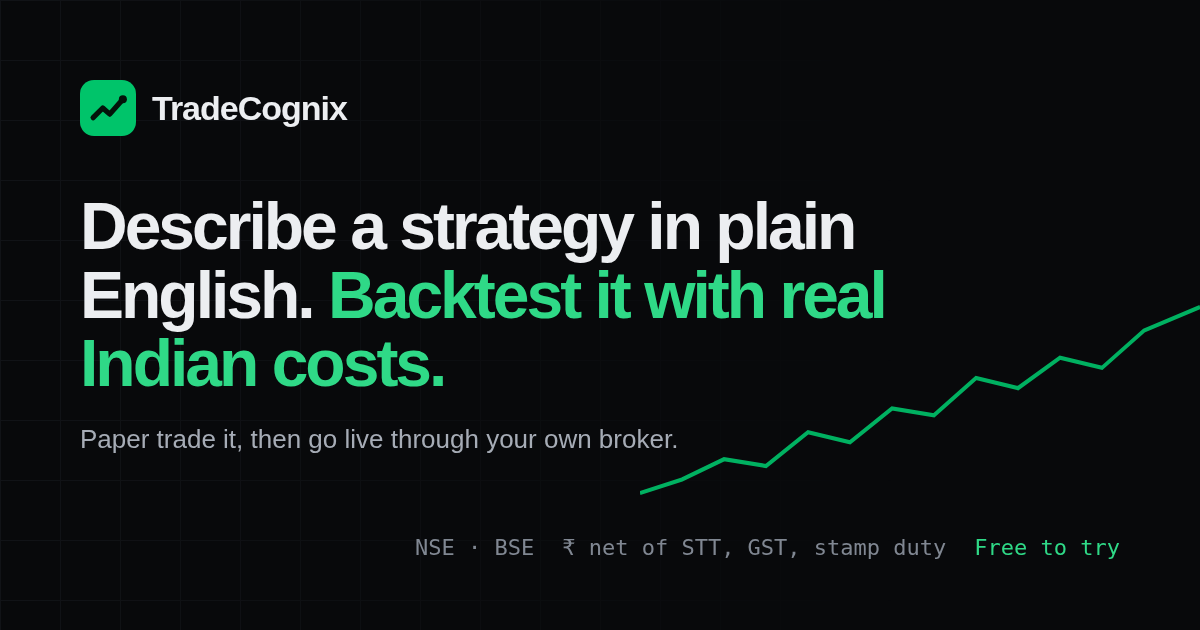 TradeCognix
Describe a strategy in plain
English. Backtest it with real
Indian costs.
Paper trade it, then go live through your own broker.
NSE · BSE ₹ net of STT, GST, stamp duty Free to try